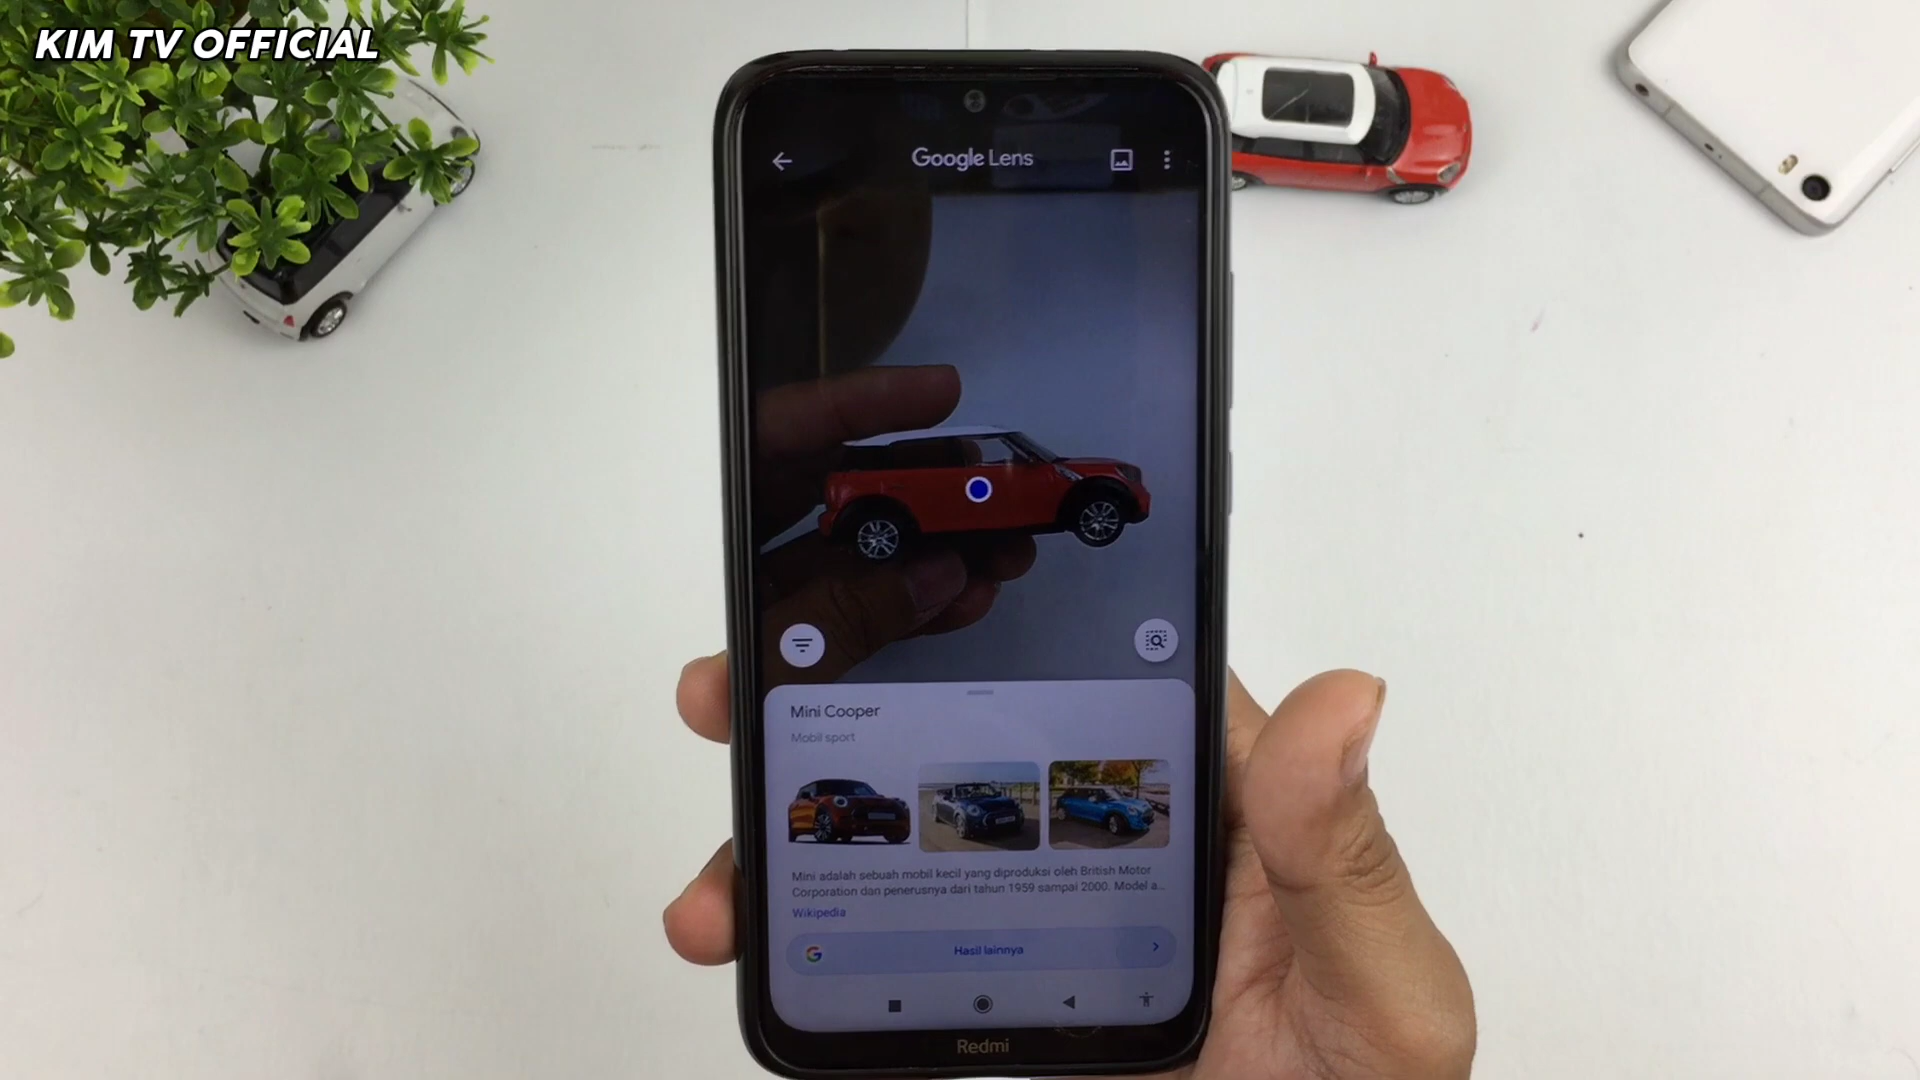 KIM TV OFFICIAL
Google Lens
Mini Cooper
Mobil sport
Mini adalah sebuah mobil kecil yang diproduksi oleh British Motor
Corporation dan penerusnya dari tahun 1959 sampai 2000. Model a...
Wikipedia
G
Hasil lainnya
Redmi